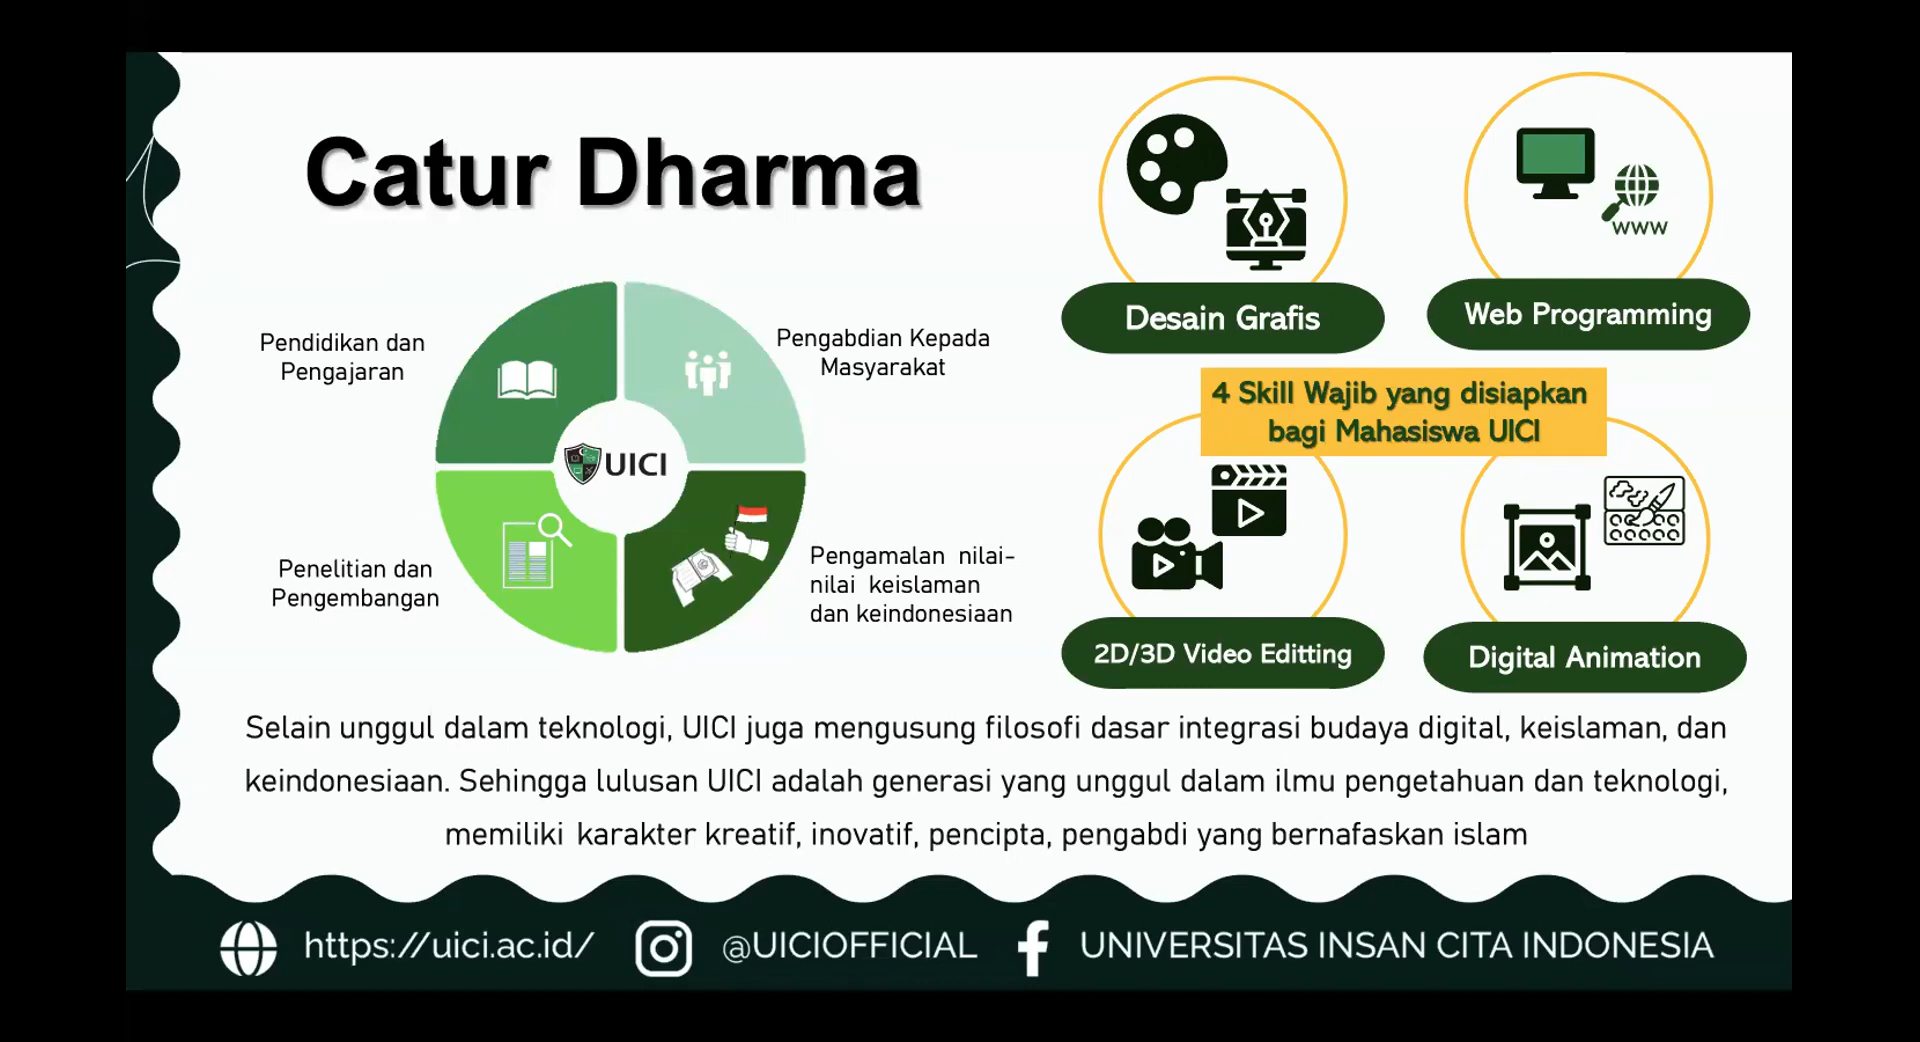 Catur Dharma
Pendidikan dan
Pengajaran
Pengabdian Kepada
Masyarakat
UICI
Penelitian dan
Pengembangan
Pengamalan nilai-
nilai keislaman
dan keindonesiaan
www
Desain Grafis
Web Programming
4 Skill Wajib yang disiapkan
bagi Mahasiswa UICI
2D/3D Video Editting
Digital Animation
Selain unggul dalam teknologi, UICI juga mengusung filosofi dasar integrasi budaya digital, keislaman, dan
keindonesiaan. Sehingga lulusan UICI adalah generasi yang unggul dalam ilmu pengetahuan dan teknologi,
memiliki karakter kreatif, inovatif, pencipta, pengabdi yang bernafaskan islam
https://uici.ac.id/
@UICIOFFICIAL
UNIVERSITAS INSAN CITA INDONESIA